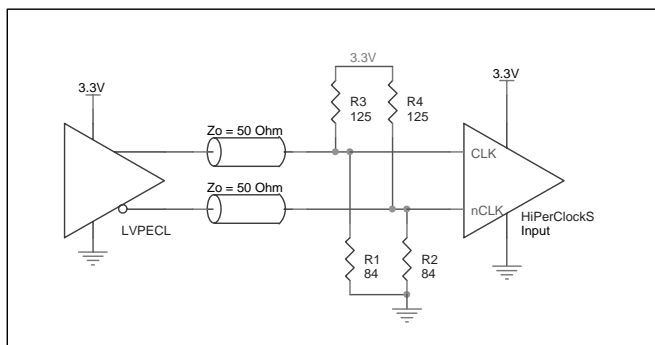 3.3V
3.3V
3.3V
R3
125
R4
125
Zo = 50 Ohm
CLK
Zo = 50 Ohm
nCLK
HiPerClockS
Input
LVPECL
R1
84
R2
84